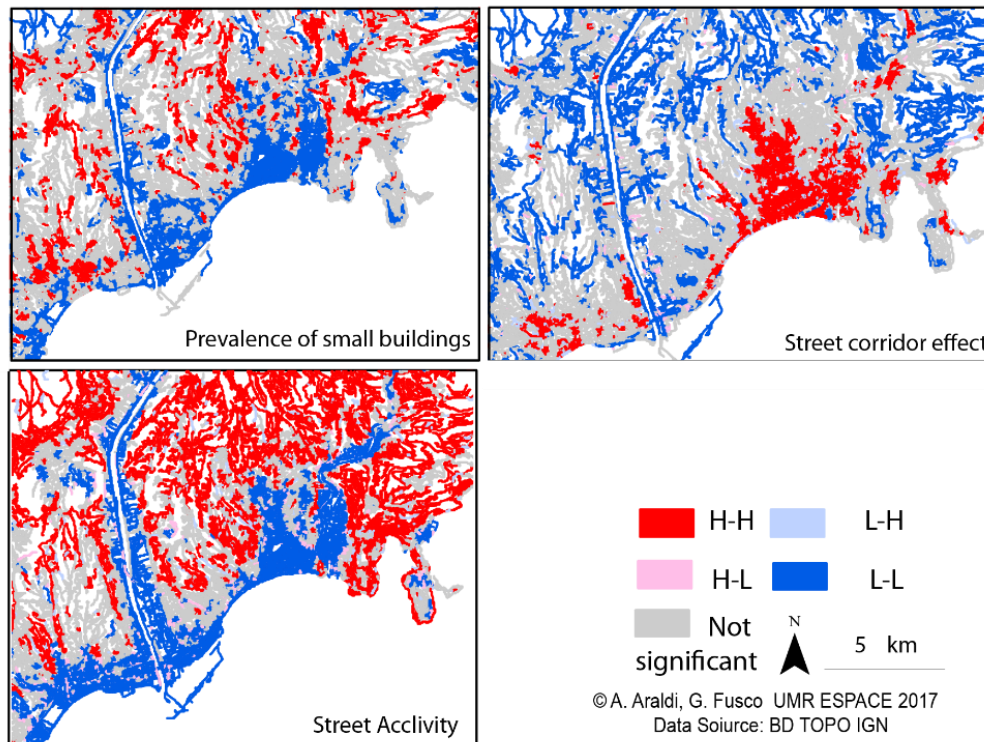 Prevalence of small buildings
Street corridor effect
Street Acclivity
H-H L-H
H-L L-L
Not
significant
N
5 km
© A. Araldi, G. Fusco UMR ESPACE 2017
Data Soiurce: BD TOPO IGN